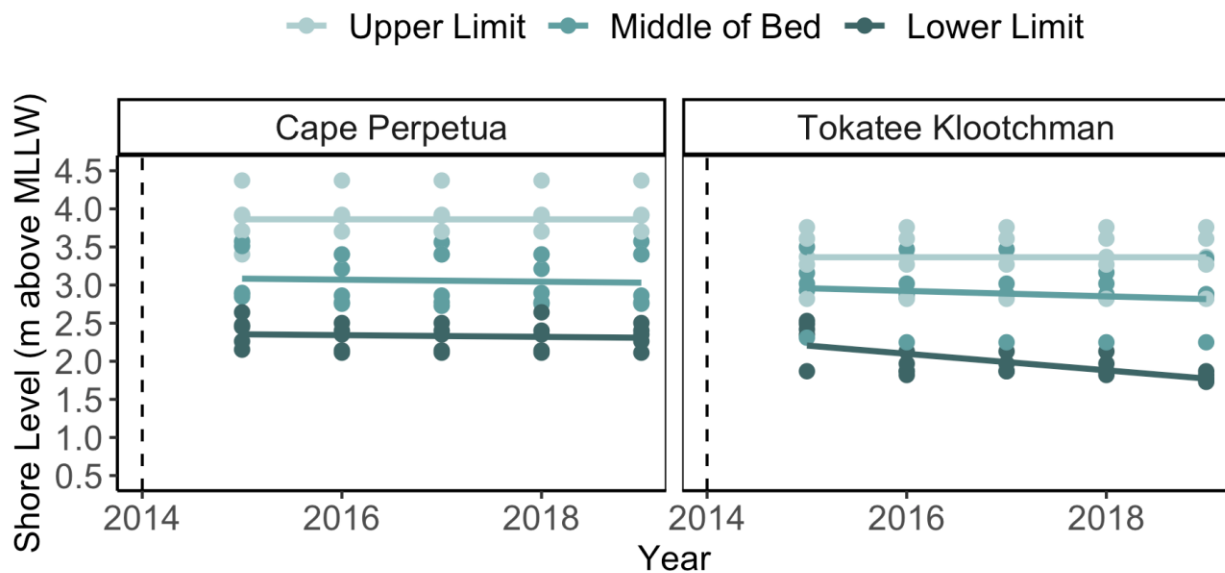 Upper Limit Middle of Bed Lower Limit
Cape Perpetua Tokatee Klootchman
Shore Level (m above MLLW)
4.5
4.0
3.5
3.0
2.5
2.0
1.5
1.0
0.5
2014 2016 2018 2014 2016 2018
Year